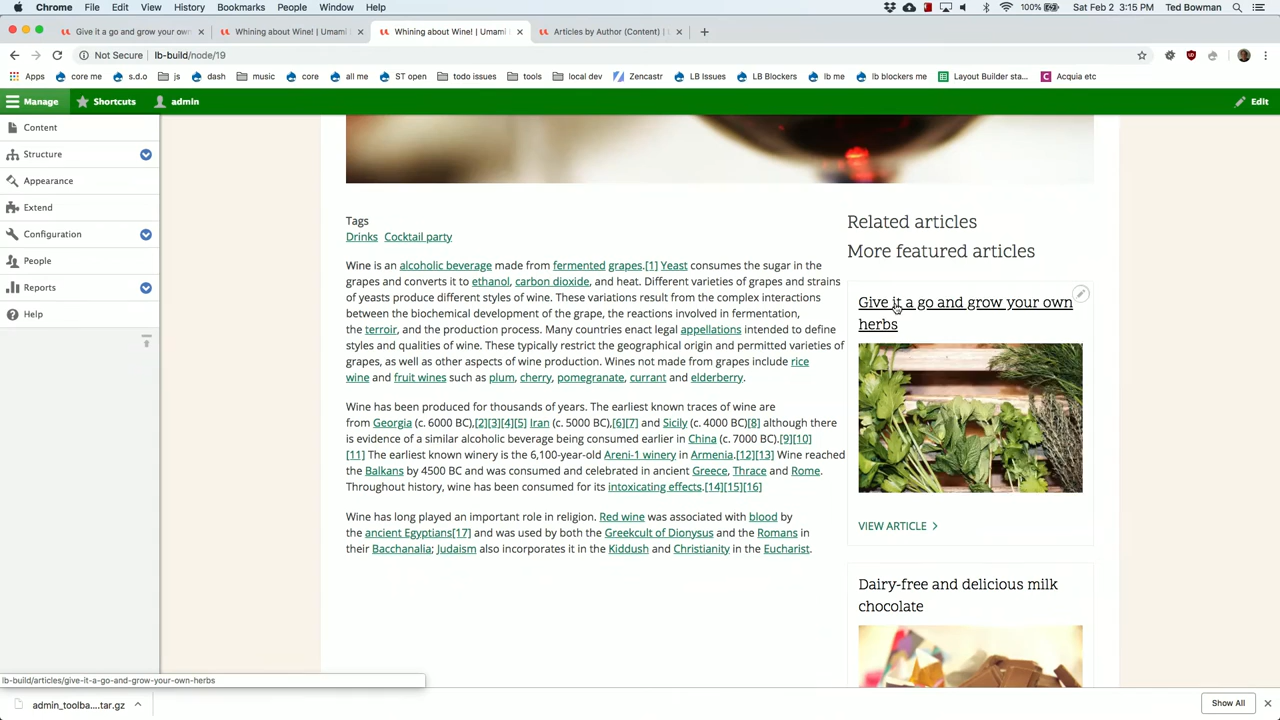 Chrome File Edit View History Bookmarks People Window Help 100% Sat Feb 2 3:15 PM Ted Bowman
Give it a go and grow your own × Whining about Wine! | Umami × Whining about Wine! | Umami × Articles by Author (Content) | ×
Not Secure lb-build/node/19
Apps core me s.d.o js dash music core all me ST open todo issues tools local dev Zencastr LB Issues LB Blockers lb me lb blockers me Layout Builder sta... Acquia etc
Manage Shortcuts admin Edit
Content
Structure
Appearance
Extend
Configuration
People
Reports
Help
Tags
Drinks Cocktail party
Wine is an alcoholic beverage made from fermented grapes.[1] Yeast consumes the sugar in the
grapes and converts it to ethanol, carbon dioxide, and heat. Different varieties of grapes and strains
of yeasts produce different styles of wine. These variations result from the complex interactions
between the biochemical development of the grape, the reactions involved in fermentation,
the terroir, and the production process. Many countries enact legal appellations intended to define
styles and qualities of wine. These typically restrict the geographical origin and permitted varieties of
grapes, as well as other aspects of wine production. Wines not made from grapes include rice
wine and fruit wines such as plum, cherry, pomegranate, currant and elderberry.
Wine has been produced for thousands of years. The earliest known traces of wine are
from Georgia (c. 6000 BC),[2][3][4][5] Iran (c. 5000 BC),[6][7] and Sicily (c. 4000 BC)[8] although there
is evidence of a similar alcoholic beverage being consumed earlier in China (c. 7000 BC).[9][10]
[11] The earliest known winery is the 6,100-year-old Areni-1 winery in Armenia.[12][13] Wine reached
the Balkans by 4500 BC and was consumed and celebrated in ancient Greece, Thrace and Rome.
Throughout history, wine has been consumed for its intoxicating effects.[14][15][16]
Wine has long played an important role in religion. Red wine was associated with blood by
the ancient Egyptians[17] and was used by both the Greekcult of Dionysus and the Romans in
their Bacchanalia; Judaism also incorporates it in the Kiddush and Christianity in the Eucharist.
Related articles
More featured articles
Give it a go and grow your own
herbs
VIEW ARTICLE >
Dairy-free and delicious milk
chocolate
lb-build/articles/give-it-a-go-and-grow-your-own-herbs
admin_toolba....tar.gz
Show All ×